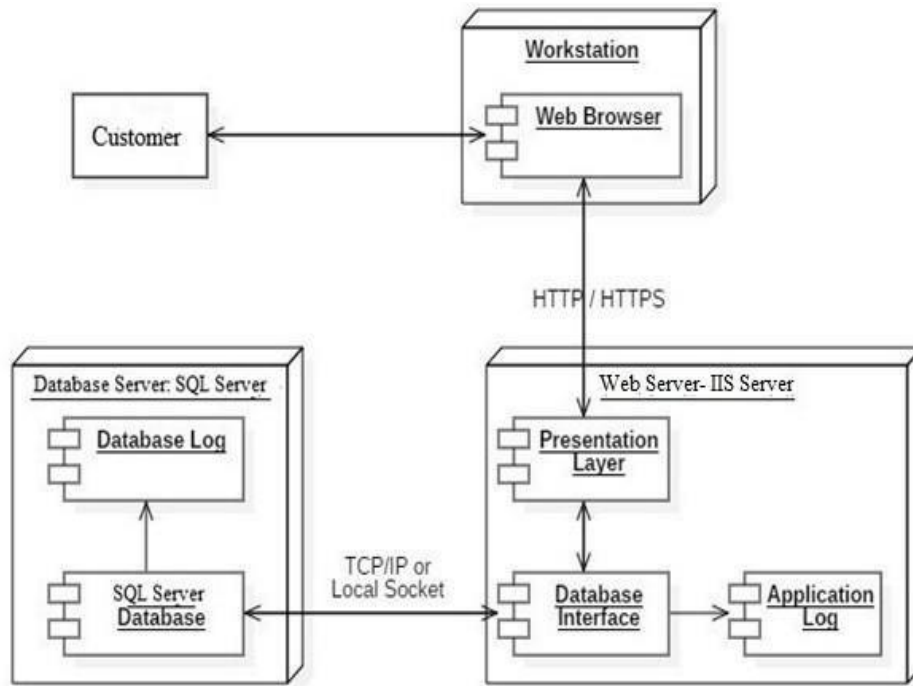 Workstation
Web Browser
Customer
HTTP / HTTPS
Database Server: SQL Server
Database Log
SQL Server
Database
TCP/IP or
Local Socket
Web Server- IIS Server
Presentation
Layer
Database
Interface
Application
Log